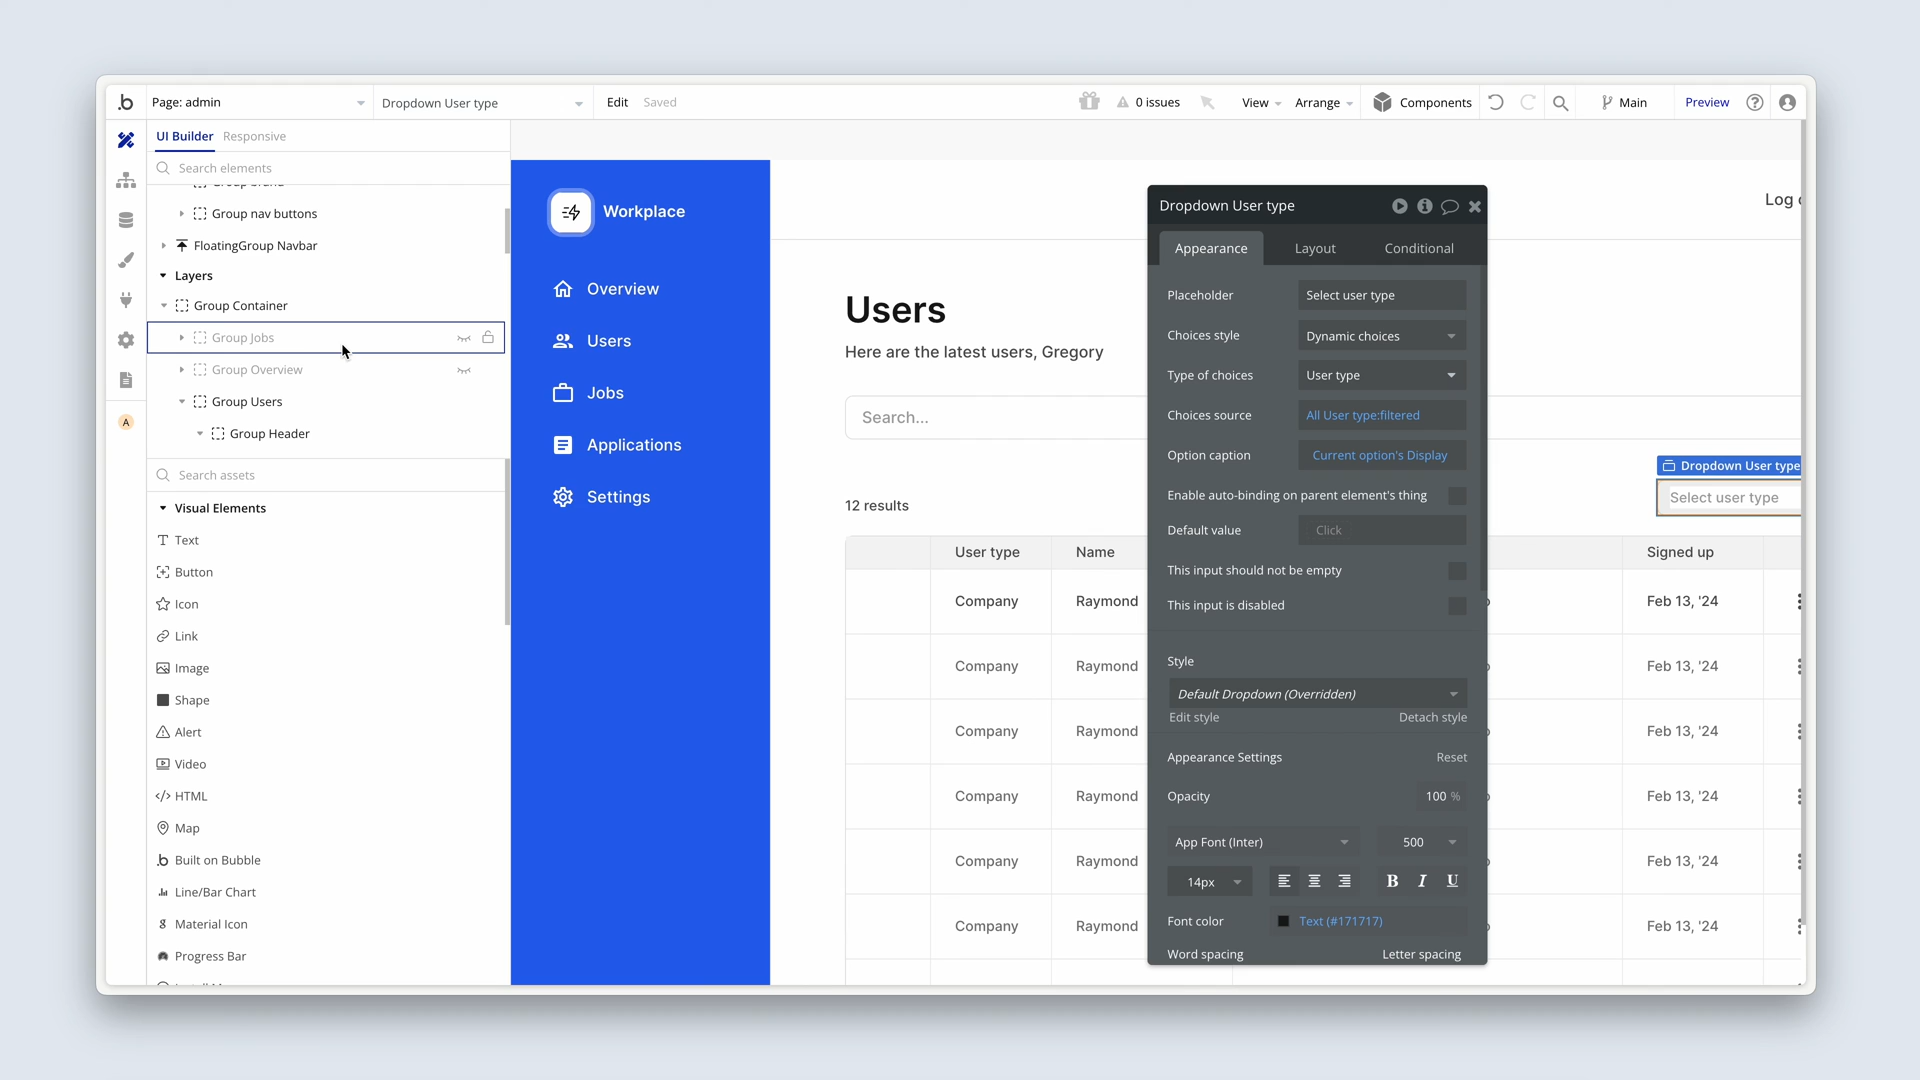 Page: admin
Dropdown User type
Edit
Saved
0 issues
View
Arrange
Components
Main
Preview
UI Builder
Responsive
Search elements
Group nav buttons
FloatingGroup Navbar
Layers
Group Container
Group Jobs
Group Overview
Group Users
Group Header
A
Search assets
Visual Elements
Text
Button
Icon
Link
Image
Shape
Alert
Video
</> HTML
Map
Built on Bubble
Line/Bar Chart
Material Icon
Progress Bar
Workplace
Overview
Users
Jobs
Applications
Settings
Log
Users
Here are the latest users, Gregory
Search...
12 results
Dropdown User type
Select user type
User type Name Signed up
Company Raymond Feb 13, '24
Company Raymond Feb 13, '24
Company Raymond Feb 13, '24
Company Raymond Feb 13, '24
Company Raymond Feb 13, '24
Company Raymond Feb 13, '24
Dropdown User type
Appearance
Layout
Conditional
Placeholder Select user type
Choices style Dynamic choices
Type of choices User type
Choices source All User type:filtered
Option caption Current option's Display
Enable auto-binding on parent element's thing
Default value Click
This input should not be empty
This input is disabled
Style
Default Dropdown (Overridden)
Edit style Detach style
Appearance Settings Reset
Opacity 100 %
App Font (Inter) 500
14px B I U
Font color Text (#171717)
Word spacing Letter spacing